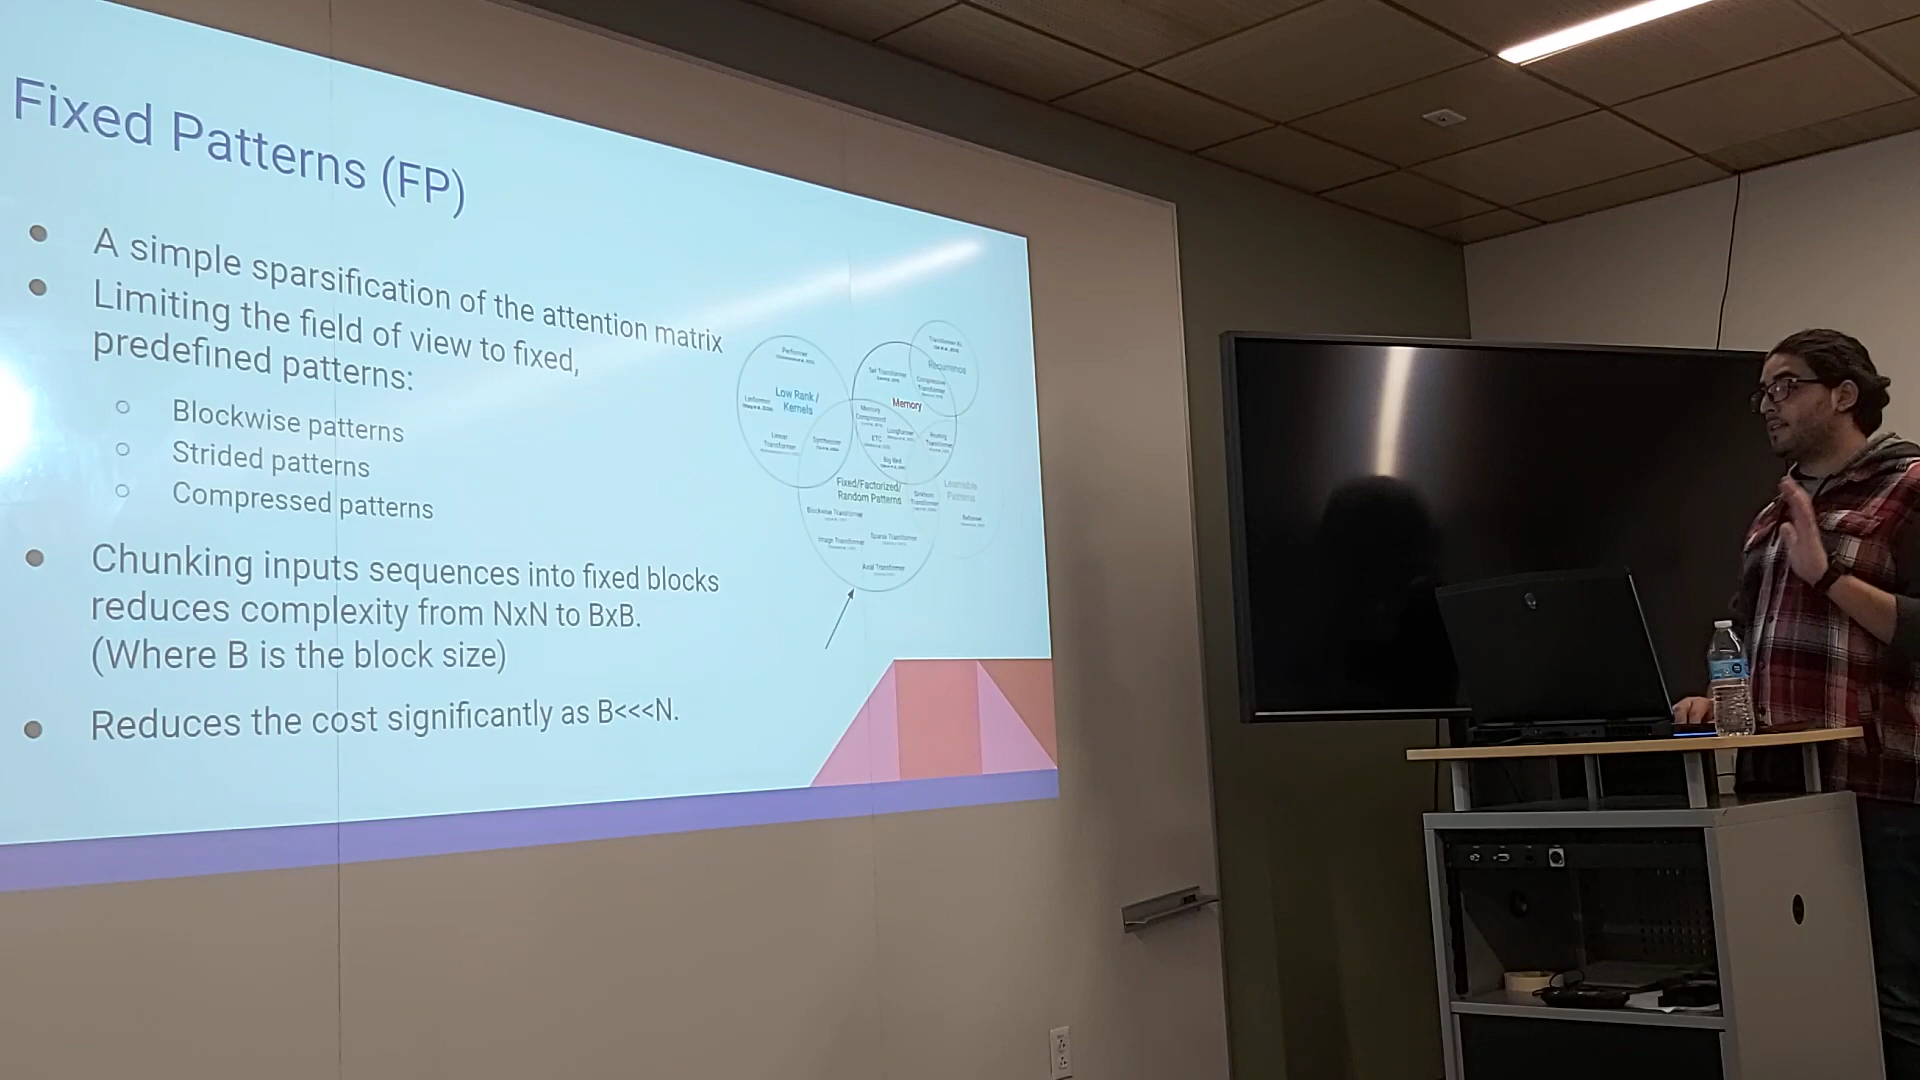 Fixed Patterns (FP)
A simple sparsification of the attention matrix
Limiting the field of view to fixed,
predefined patterns:
Blockwise patterns
Strided patterns
Compressed patterns
Chunking inputs sequences into fixed blocks
reduces complexity from NxN to BxB.
(Where B is the block size)
Reduces the cost significantly as B<<<N.
Performer
Low Rank /
Kernels
Linformer
Linear
Transformer
Synthesizer
Transformer-XL
Recurrence
Set Transformer
Compressive
Transformer
Memory
Memory
Compressed
Longformer
ETC
Routing
Transformer
Big Bird
Fixed/Factorized/
Random Patterns
Sinkhorn
Transformer
Learnable
Patterns
Reformer
Blockwise Transformer
Image Transformer
Sparse Transformer
Axial Transformer